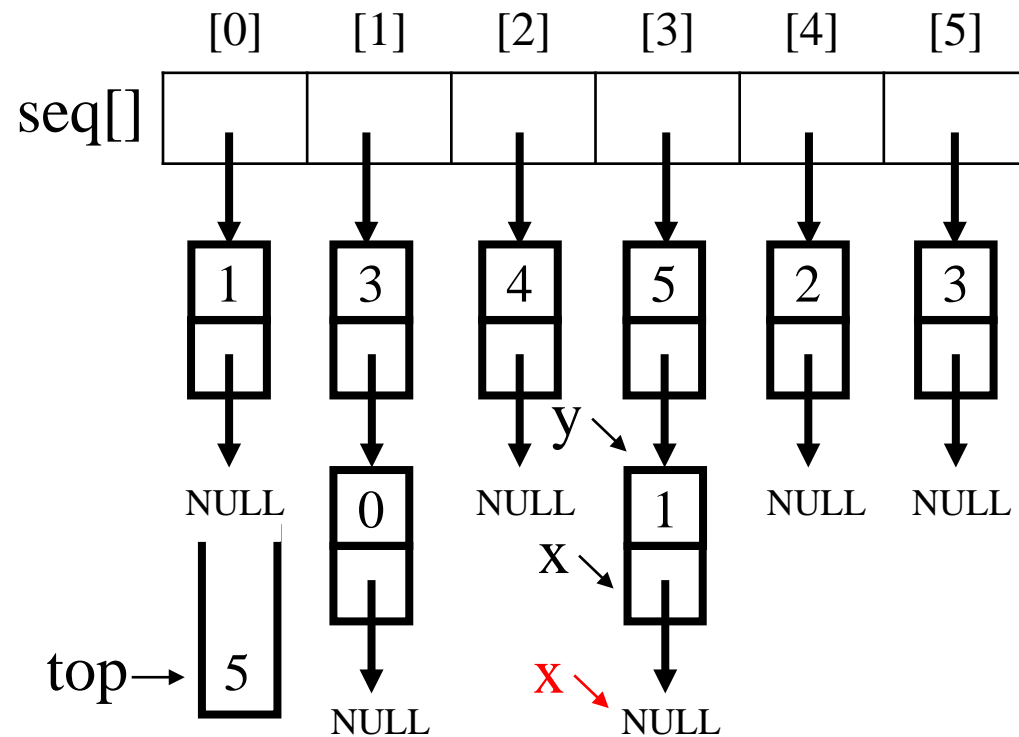 [0] [1] [2] [3] [4] [5]
seq[]
1 3 4 5 2 3
y
NULL 0 NULL 1 NULL NULL
x
top 5 x
NULL NULL